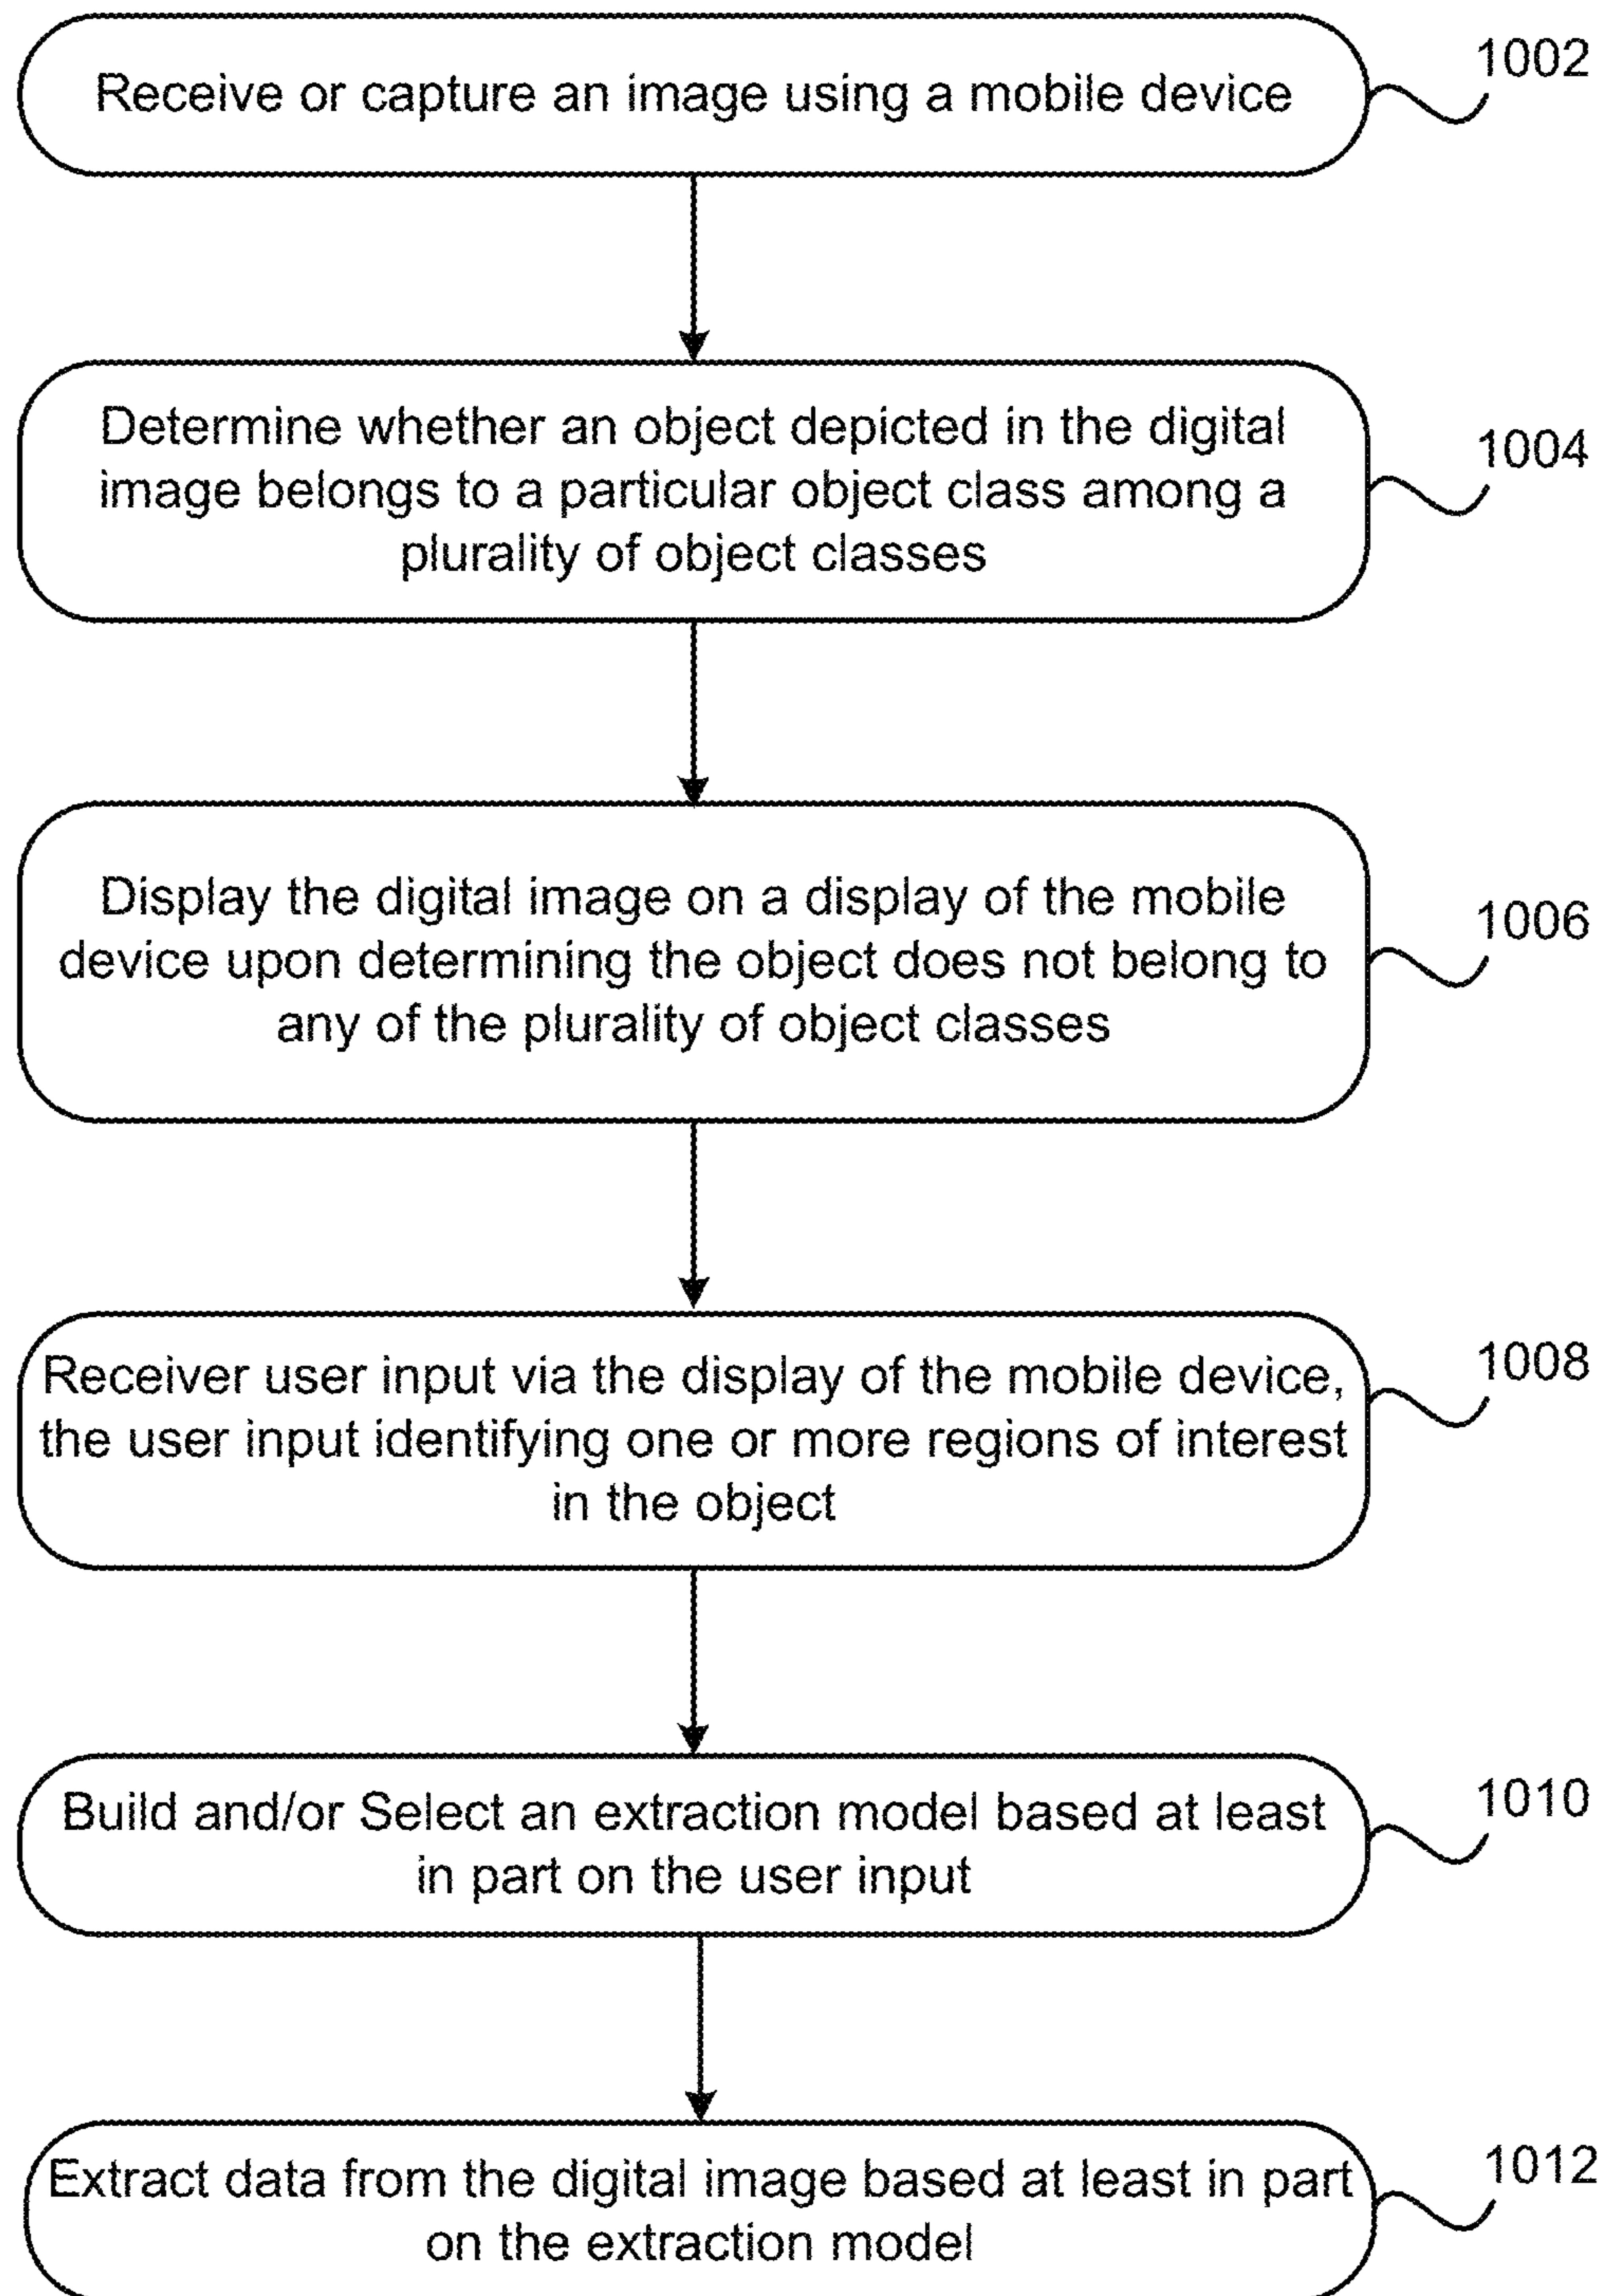 Receive or capture an image using a mobile device
1002
Determine whether an object depicted in the digital
image belongs to a particular object class among a
plurality of object classes
1004
Display the digital image on a display of the mobile
device upon determining the object does not belong to
any of the plurality of object classes
1006
Receiver user input via the display of the mobile device,
the user input identifying one or more regions of interest
in the object
1008
Build and/or Select an extraction model based at least
in part on the user input
1010
Extract data from the digital image based at least in part
on the extraction model
1012